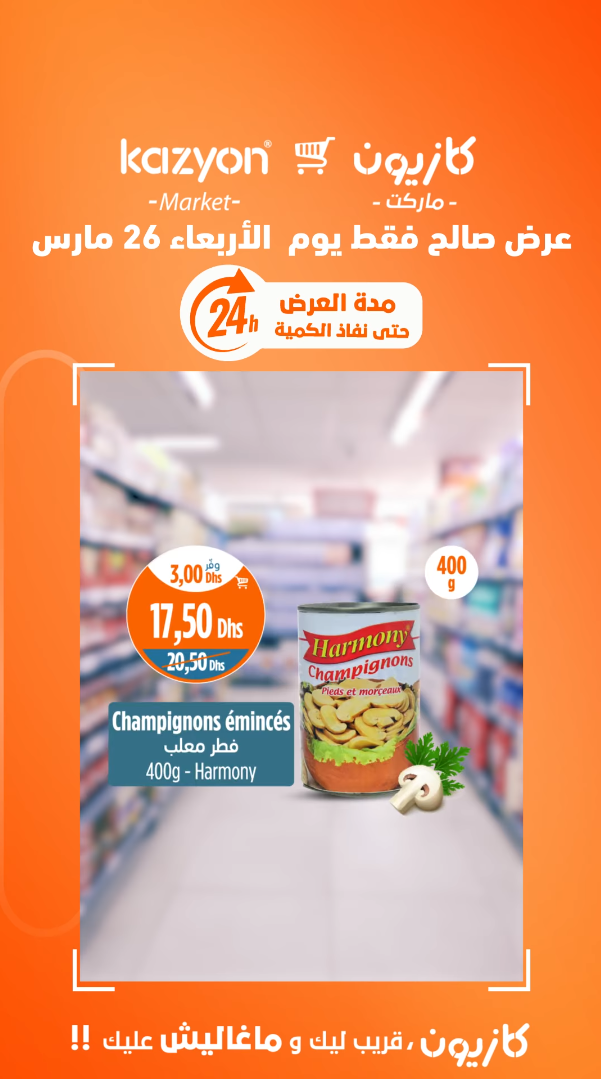 kazyon® كازيون
-Market- - ماركت -
عرض صالح فقط يوم الأربعاء 26 مارس
24h
مدة العرض
حتى نفاذ الكمية
وفّر
3,00 Dhs
17,50 Dhs
20,50 Dhs
400
g
Harmony
Champignons
Pieds et morceaux
Champignons émincés
فطر معلب
400g - Harmony
كازيون ، قريب ليك و ماغاليش عليك !!